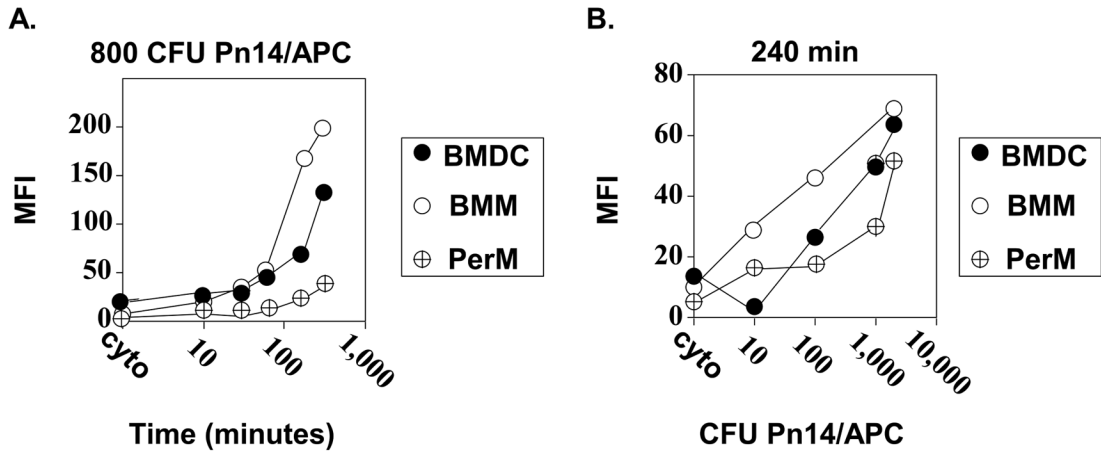 A.
800 CFU Pn14/APC
MFI
200
150
100
50
0
cyto
10
100
1,000
Time (minutes)
BMDC
BMM
PerM
B.
240 min
MFI
80
60
40
20
0
cyto
10
100
1,000
10,000
CFU Pn14/APC
BMDC
BMM
PerM